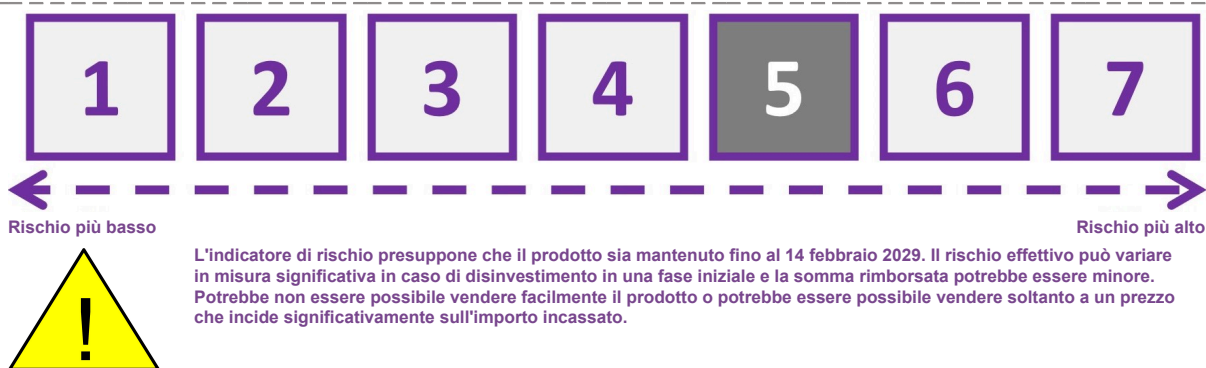 1 2 3 4 5 6 7
Rischio più basso Rischio più alto
L'indicatore di rischio presuppone che il prodotto sia mantenuto fino al 14 febbraio 2029. Il rischio effettivo può variare
in misura significativa in caso di disinvestimento in una fase iniziale e la somma rimborsata potrebbe essere minore.
Potrebbe non essere possibile vendere facilmente il prodotto o potrebbe essere possibile vendere soltanto a un prezzo
che incide significativamente sull'importo incassato.
!